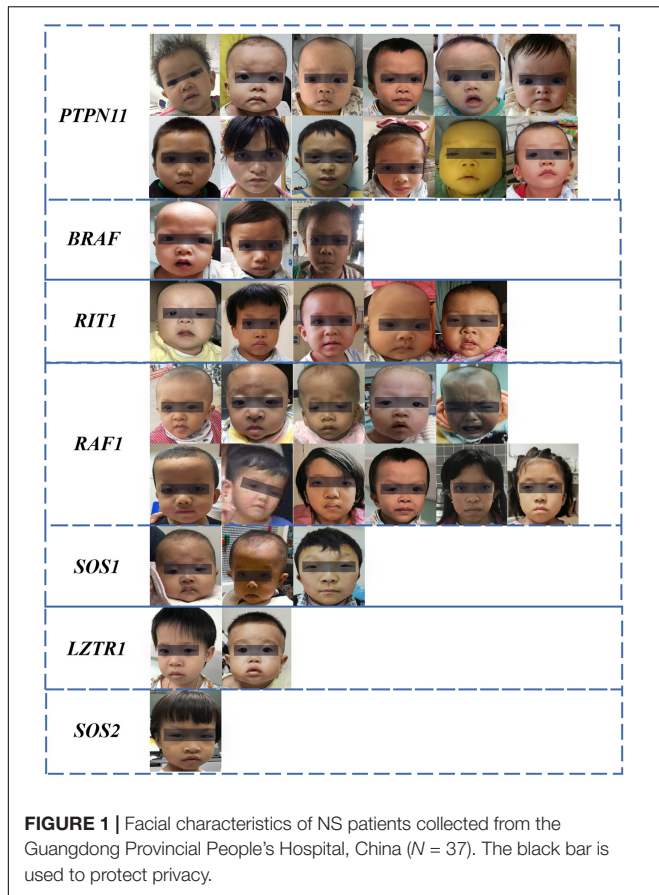 PTPN11
BRAF
RIT1
RAF1
SOS1
LZTR1
SOS2
FIGURE 1 | Facial characteristics of NS patients collected from the
Guangdong Provincial People's Hospital, China (N = 37). The black bar is
used to protect privacy.